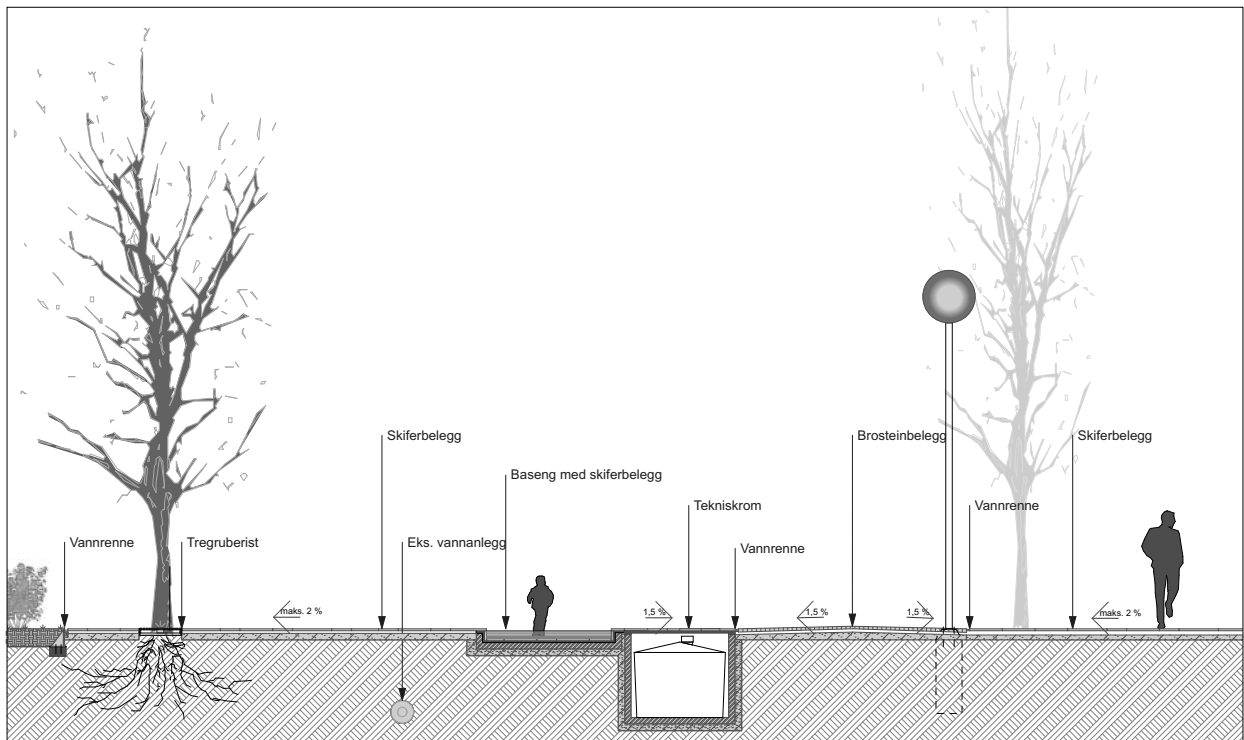 Skiferbelegg
Brosteinbelegg
Skiferbelegg
Baseng med skiferbelegg
Tekniskrom
Vannrenne
Vannrenne
Tregruberist
Eks. vannanlegg
Vannrenne
maks. 2 %
1,5 %
1,5 %
1,5 %
maks. 2 %